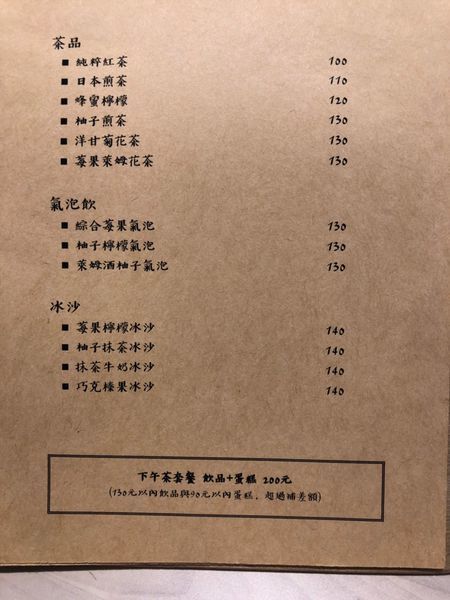 茶品
■ 純粹紅茶 100
■ 日本煎茶 110
■ 蜂蜜檸檬 120
■ 柚子煎茶 130
■ 洋甘菊花茶 130
■ 莓果萊姆花茶 130
氣泡飲
■ 綜合莓果氣泡 130
■ 柚子檸檬氣泡 130
■ 萊姆酒柚子氣泡 130
冰沙
■ 莓果檸檬冰沙 140
■ 柚子抹茶冰沙 140
■ 抹茶牛奶冰沙 140
■ 巧克榛果冰沙 140
下午茶套餐 飲品+蛋糕 200元
(130元以內飲品與90元以內蛋糕，超過補差額)